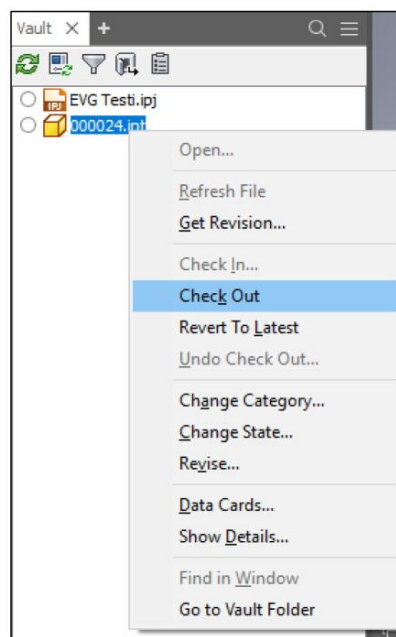 Vault
IPJ
EVG Testi.ipj
000024.ipt
Open...
Refresh File
Get Revision...
Check In...
Check Out
Revert To Latest
Undo Check Out...
Change Category...
Change State...
Revise...
Data Cards...
Show Details...
Find in Window
Go to Vault Folder